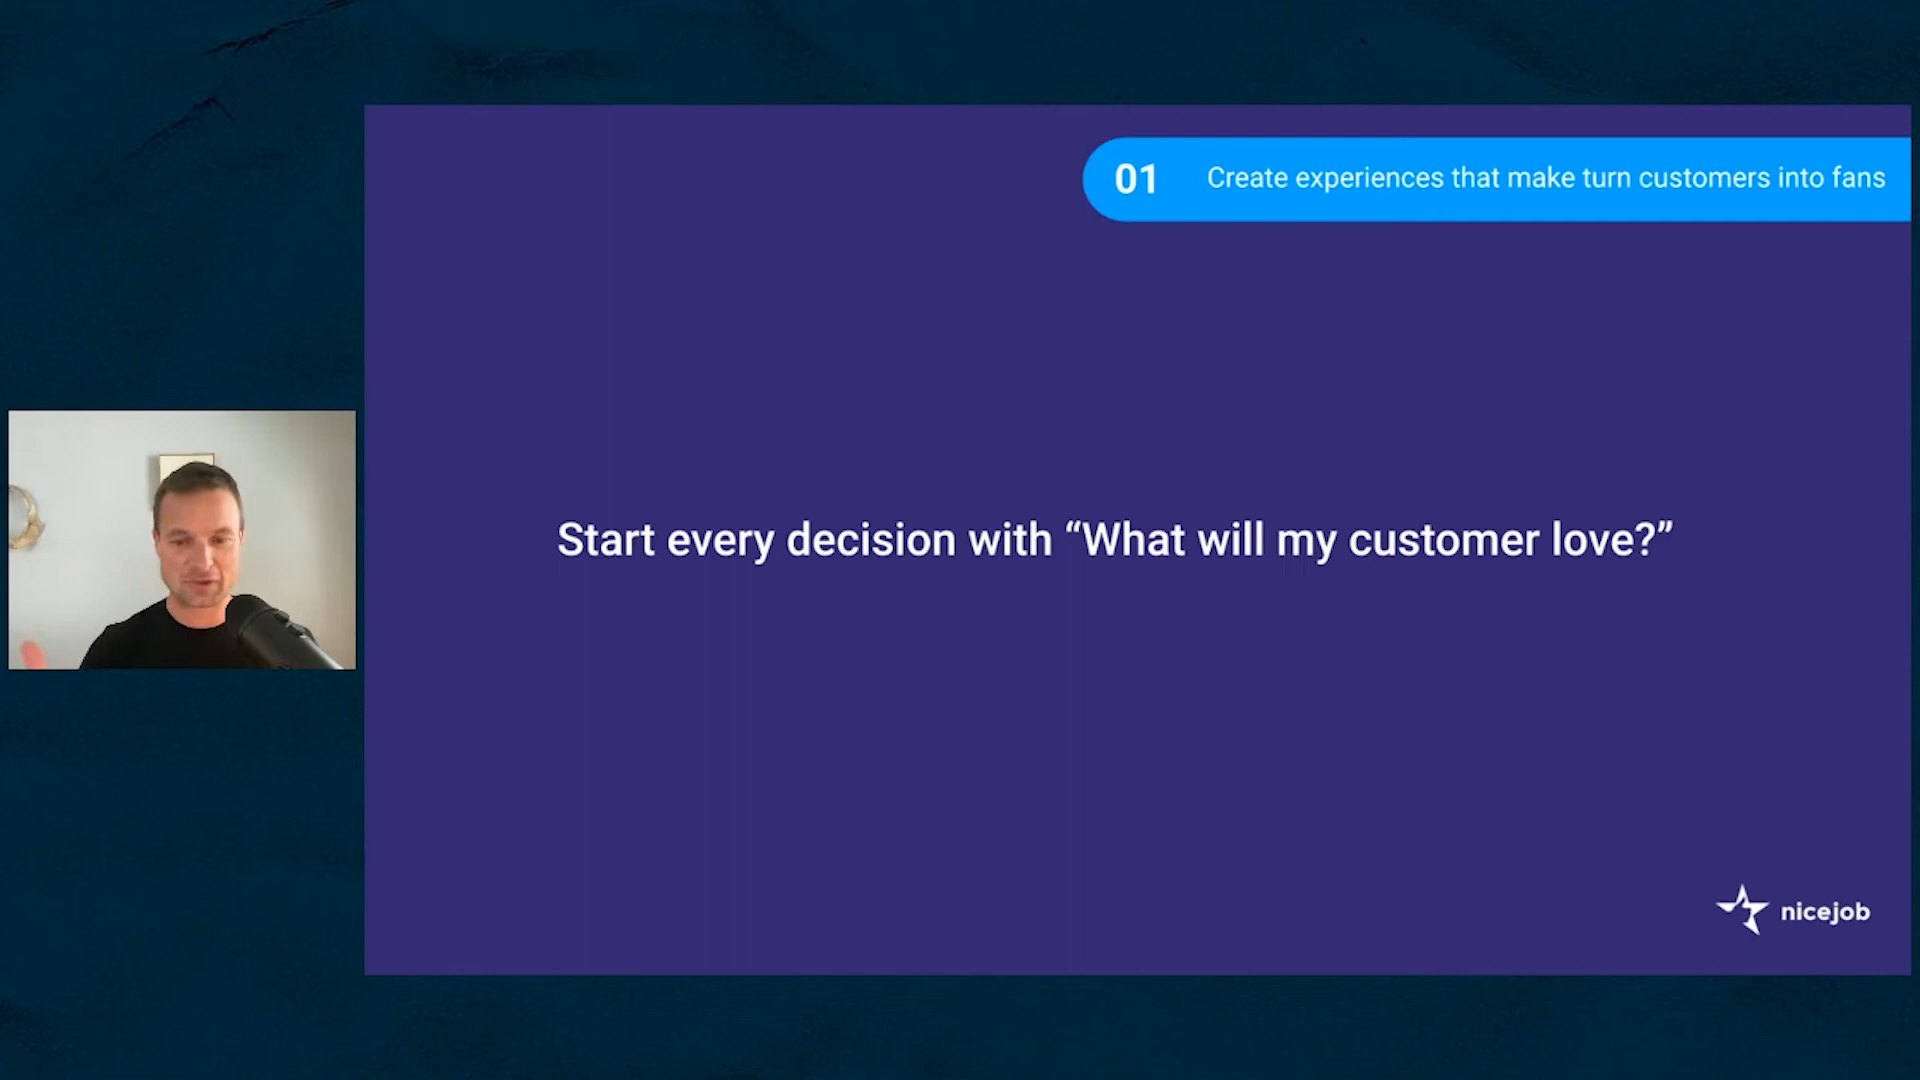 01 Create experiences that make turn customers into fans
Start every decision with “What will my customer love?”
nicejob